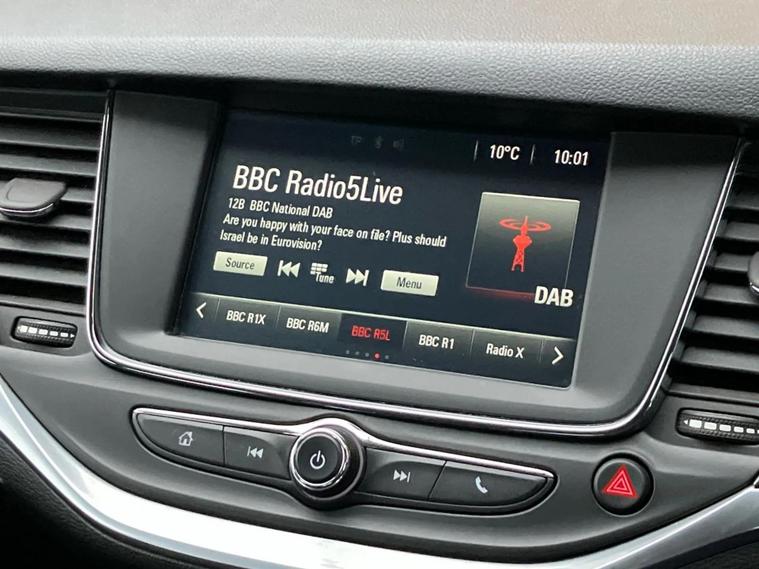 TP
10°C 10:01
BBC Radio5Live
12B BBC National DAB
Are you happy with your face on file? Plus should
Israel be in Eurovision?
Source Tune Menu
DAB
BBC R1X BBC R6M BBC R5L BBC R1 Radio X